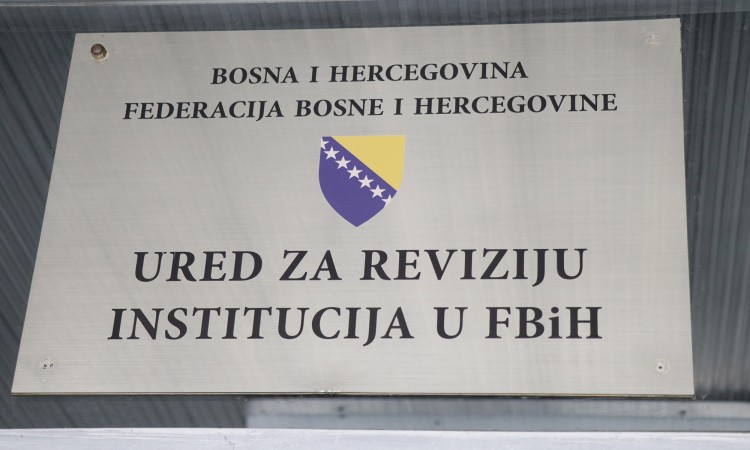 BOSNA I HERCEGOVINA
FEDERACIJA BOSNE I HERCEGOVINE
URED ZA REVIZIJU
INSTITUCIJA U FBiH